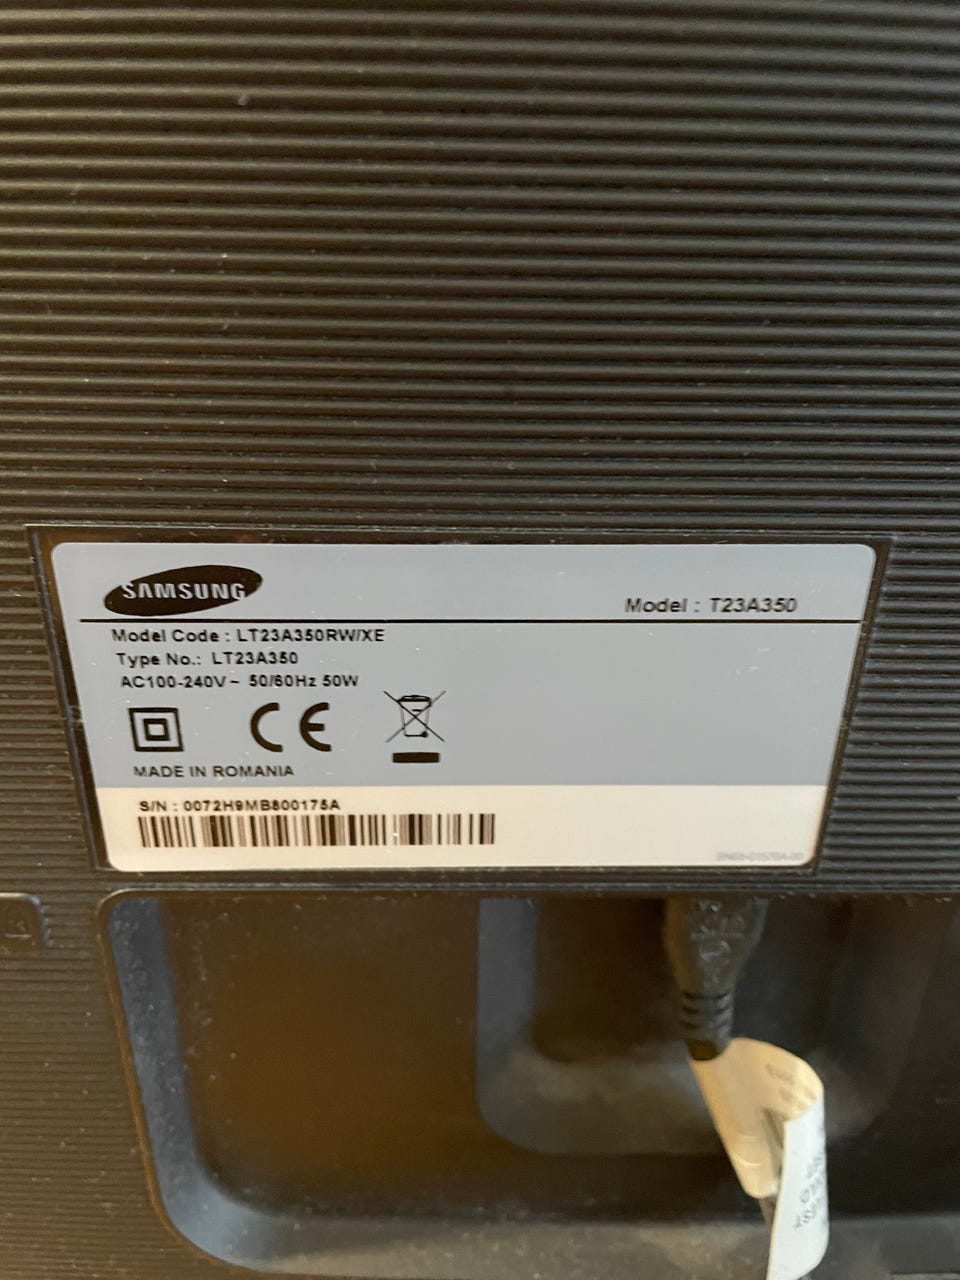 SAMSUNG
Model : T23A350
Model Code : LT23A350RW/XE
Type No.: LT23A350
AC100-240V~ 50/60Hz 50W
CE
MADE IN ROMANIA
S/N : 0072H9MB800175A